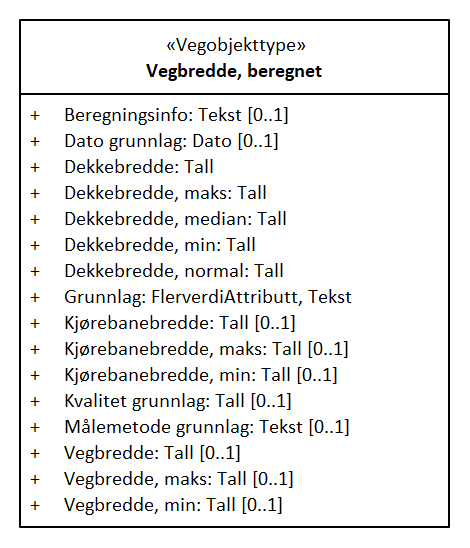 «Vegobjekttype»
Vegbredde, beregnet
+ Beregningsinfo: Tekst [0..1]
+ Dato grunnlag: Dato [0..1]
+ Dekkebredde: Tall
+ Dekkebredde, maks: Tall
+ Dekkebredde, median: Tall
+ Dekkebredde, min: Tall
+ Dekkebredde, normal: Tall
+ Grunnlag: FlerverdiAttributt, Tekst
+ Kjørebanebredde: Tall [0..1]
+ Kjørebanebredde, maks: Tall [0..1]
+ Kjørebanebredde, min: Tall [0..1]
+ Kvalitet grunnlag: Tall [0..1]
+ Målemetode grunnlag: Tekst [0..1]
+ Vegbredde: Tall [0..1]
+ Vegbredde, maks: Tall [0..1]
+ Vegbredde, min: Tall [0..1]